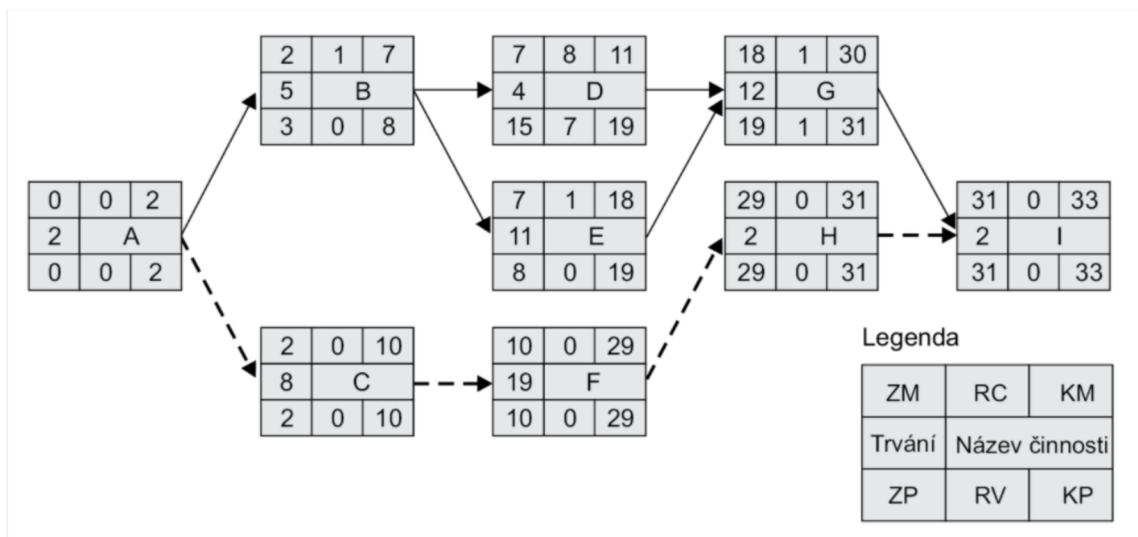 2 1 7
5 B
3 0 8
7 8 11
4 D
15 7 19
18 1 30
12 G
19 1 31
0 0 2
2 A
0 0 2
7 1 18
11 E
8 0 19
29 0 31
2 H
29 0 31
31 0 33
2 I
31 0 33
2 0 10
8 C
2 0 10
10 0 29
19 F
10 0 29
Legenda
ZM RC KM
Trvání Název činnosti
ZP RV KP